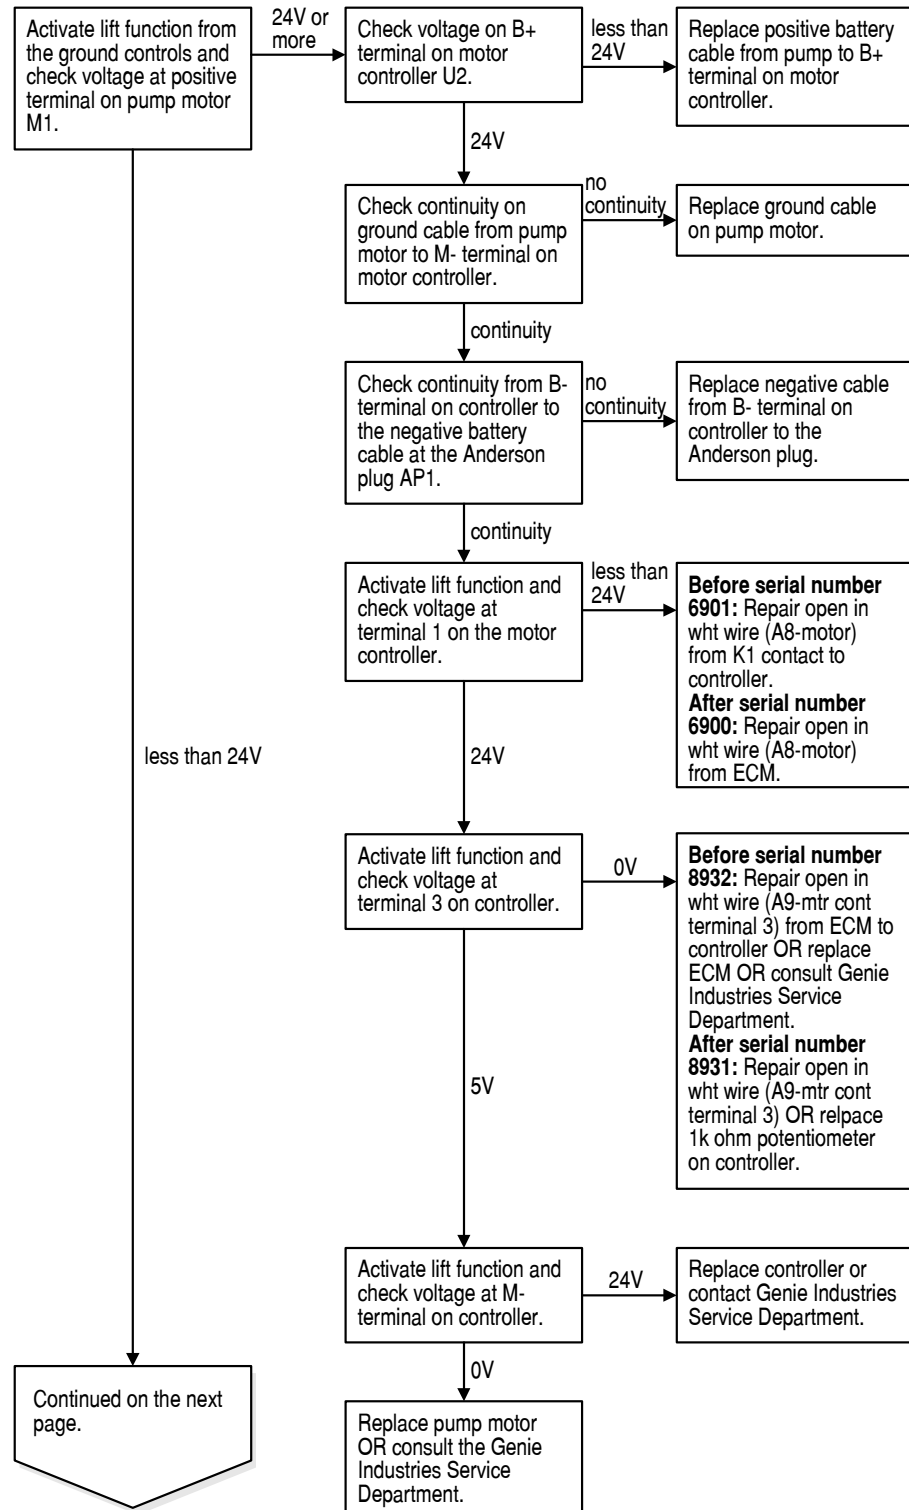 Activate lift function from
the ground controls and
check voltage at positive
terminal on pump motor
M1.
24V or
more
Check voltage on B+
terminal on motor
controller U2.
less than
24V
Replace positive battery
cable from pump to B+
terminal on motor
controller.
24V
Check continuity on
ground cable from pump
motor to M- terminal on
motor controller.
no
continuity
Replace ground cable
on pump motor.
continuity
Check continuity from B-
terminal on controller to
the negative battery
cable at the Anderson
plug AP1.
no
continuity
Replace negative cable
from B- terminal on
controller to the
Anderson plug.
continuity
Activate lift function and
check voltage at
terminal 1 on the motor
controller.
less than
24V
Before serial number
6901: Repair open in
wht wire (A8-motor)
from K1 contact to
controller.
After serial number
6900: Repair open in
wht wire (A8-motor)
from ECM.
less than 24V
24V
Activate lift function and
check voltage at
terminal 3 on controller.
0V
Before serial number
8932: Repair open in
wht wire (A9-mtr cont
terminal 3) from ECM to
controller OR replace
ECM OR consult Genie
Industries Service
Department.
After serial number
8931: Repair open in
wht wire (A9-mtr cont
terminal 3) OR relpace
1k ohm potentiometer
on controller.
5V
Activate lift function and
check voltage at M-
terminal on controller.
24V
Replace controller or
contact Genie Industries
Service Department.
0V
Continued on the next
page.
Replace pump motor
OR consult the Genie
Industries Service
Department.